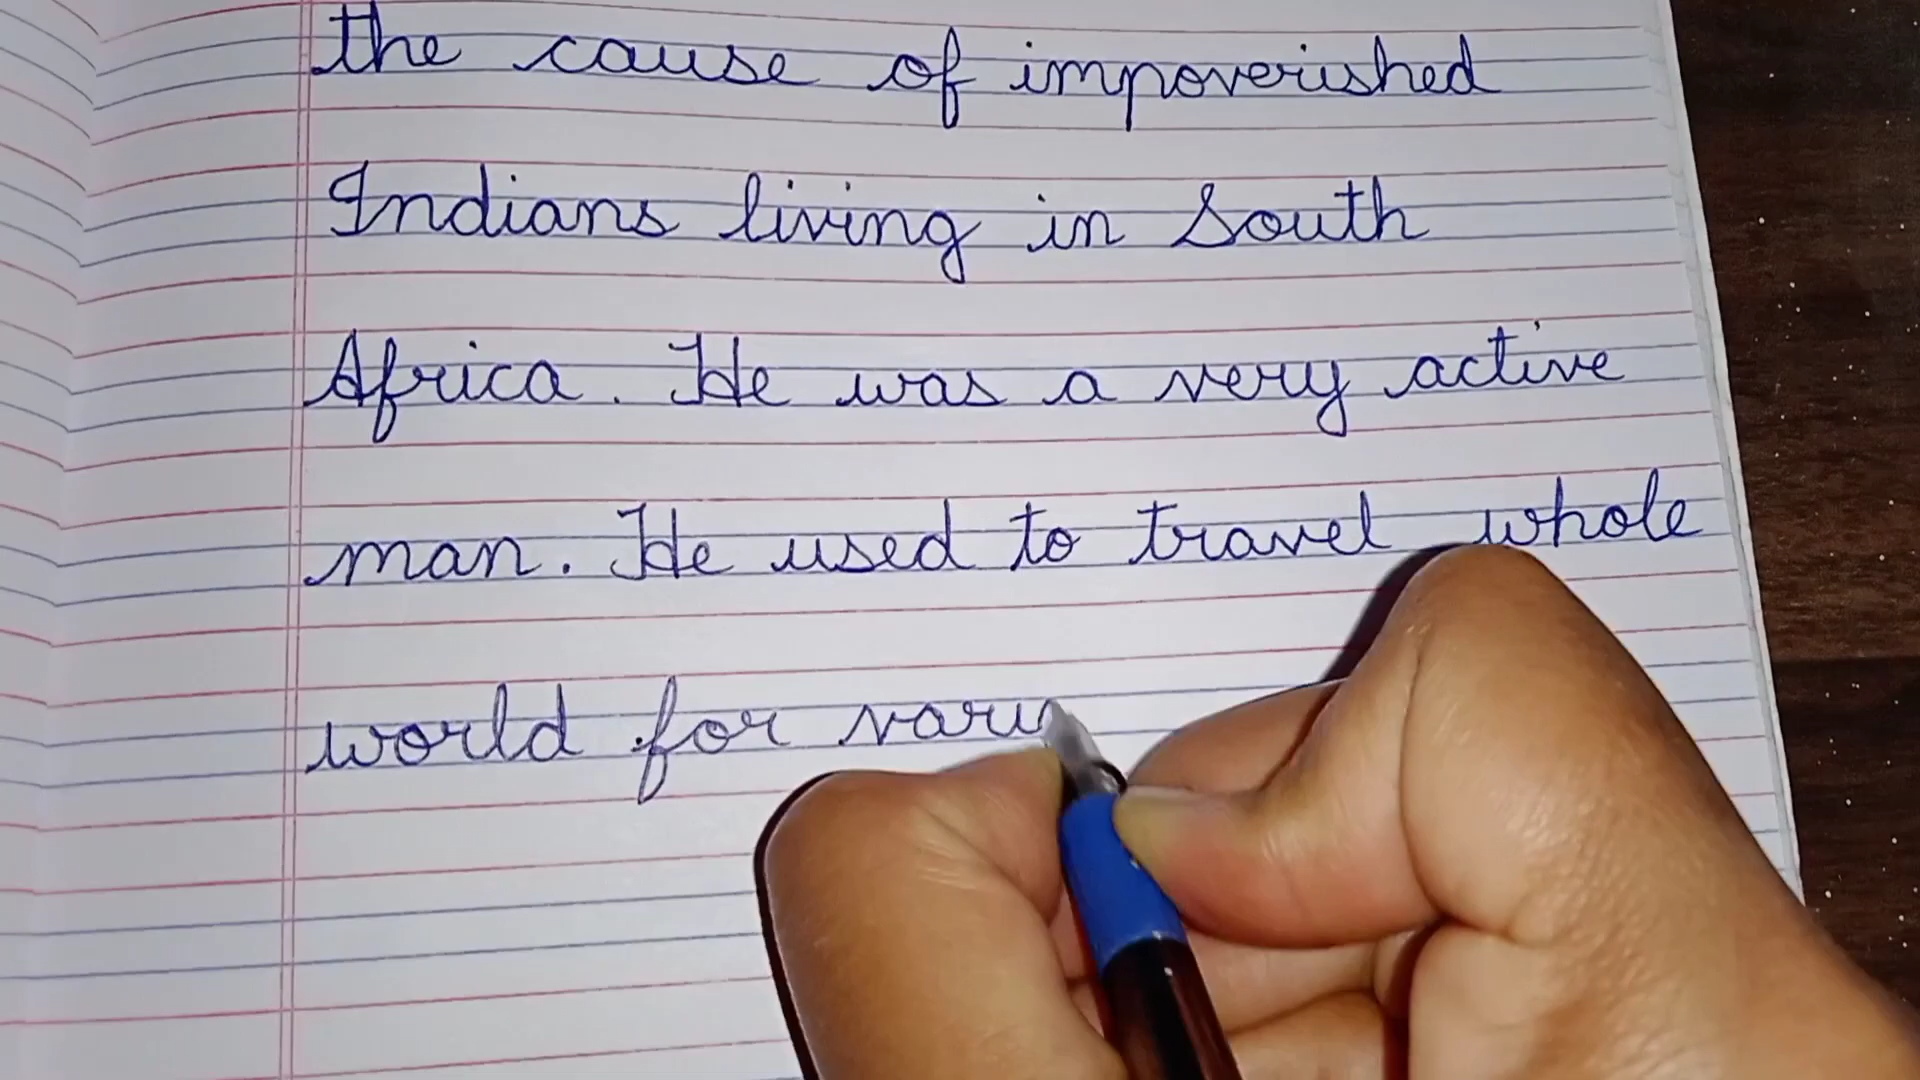 the cause of impoverished
Indians living in South
Africa. He was a very active
man. He used to travel whole
world for